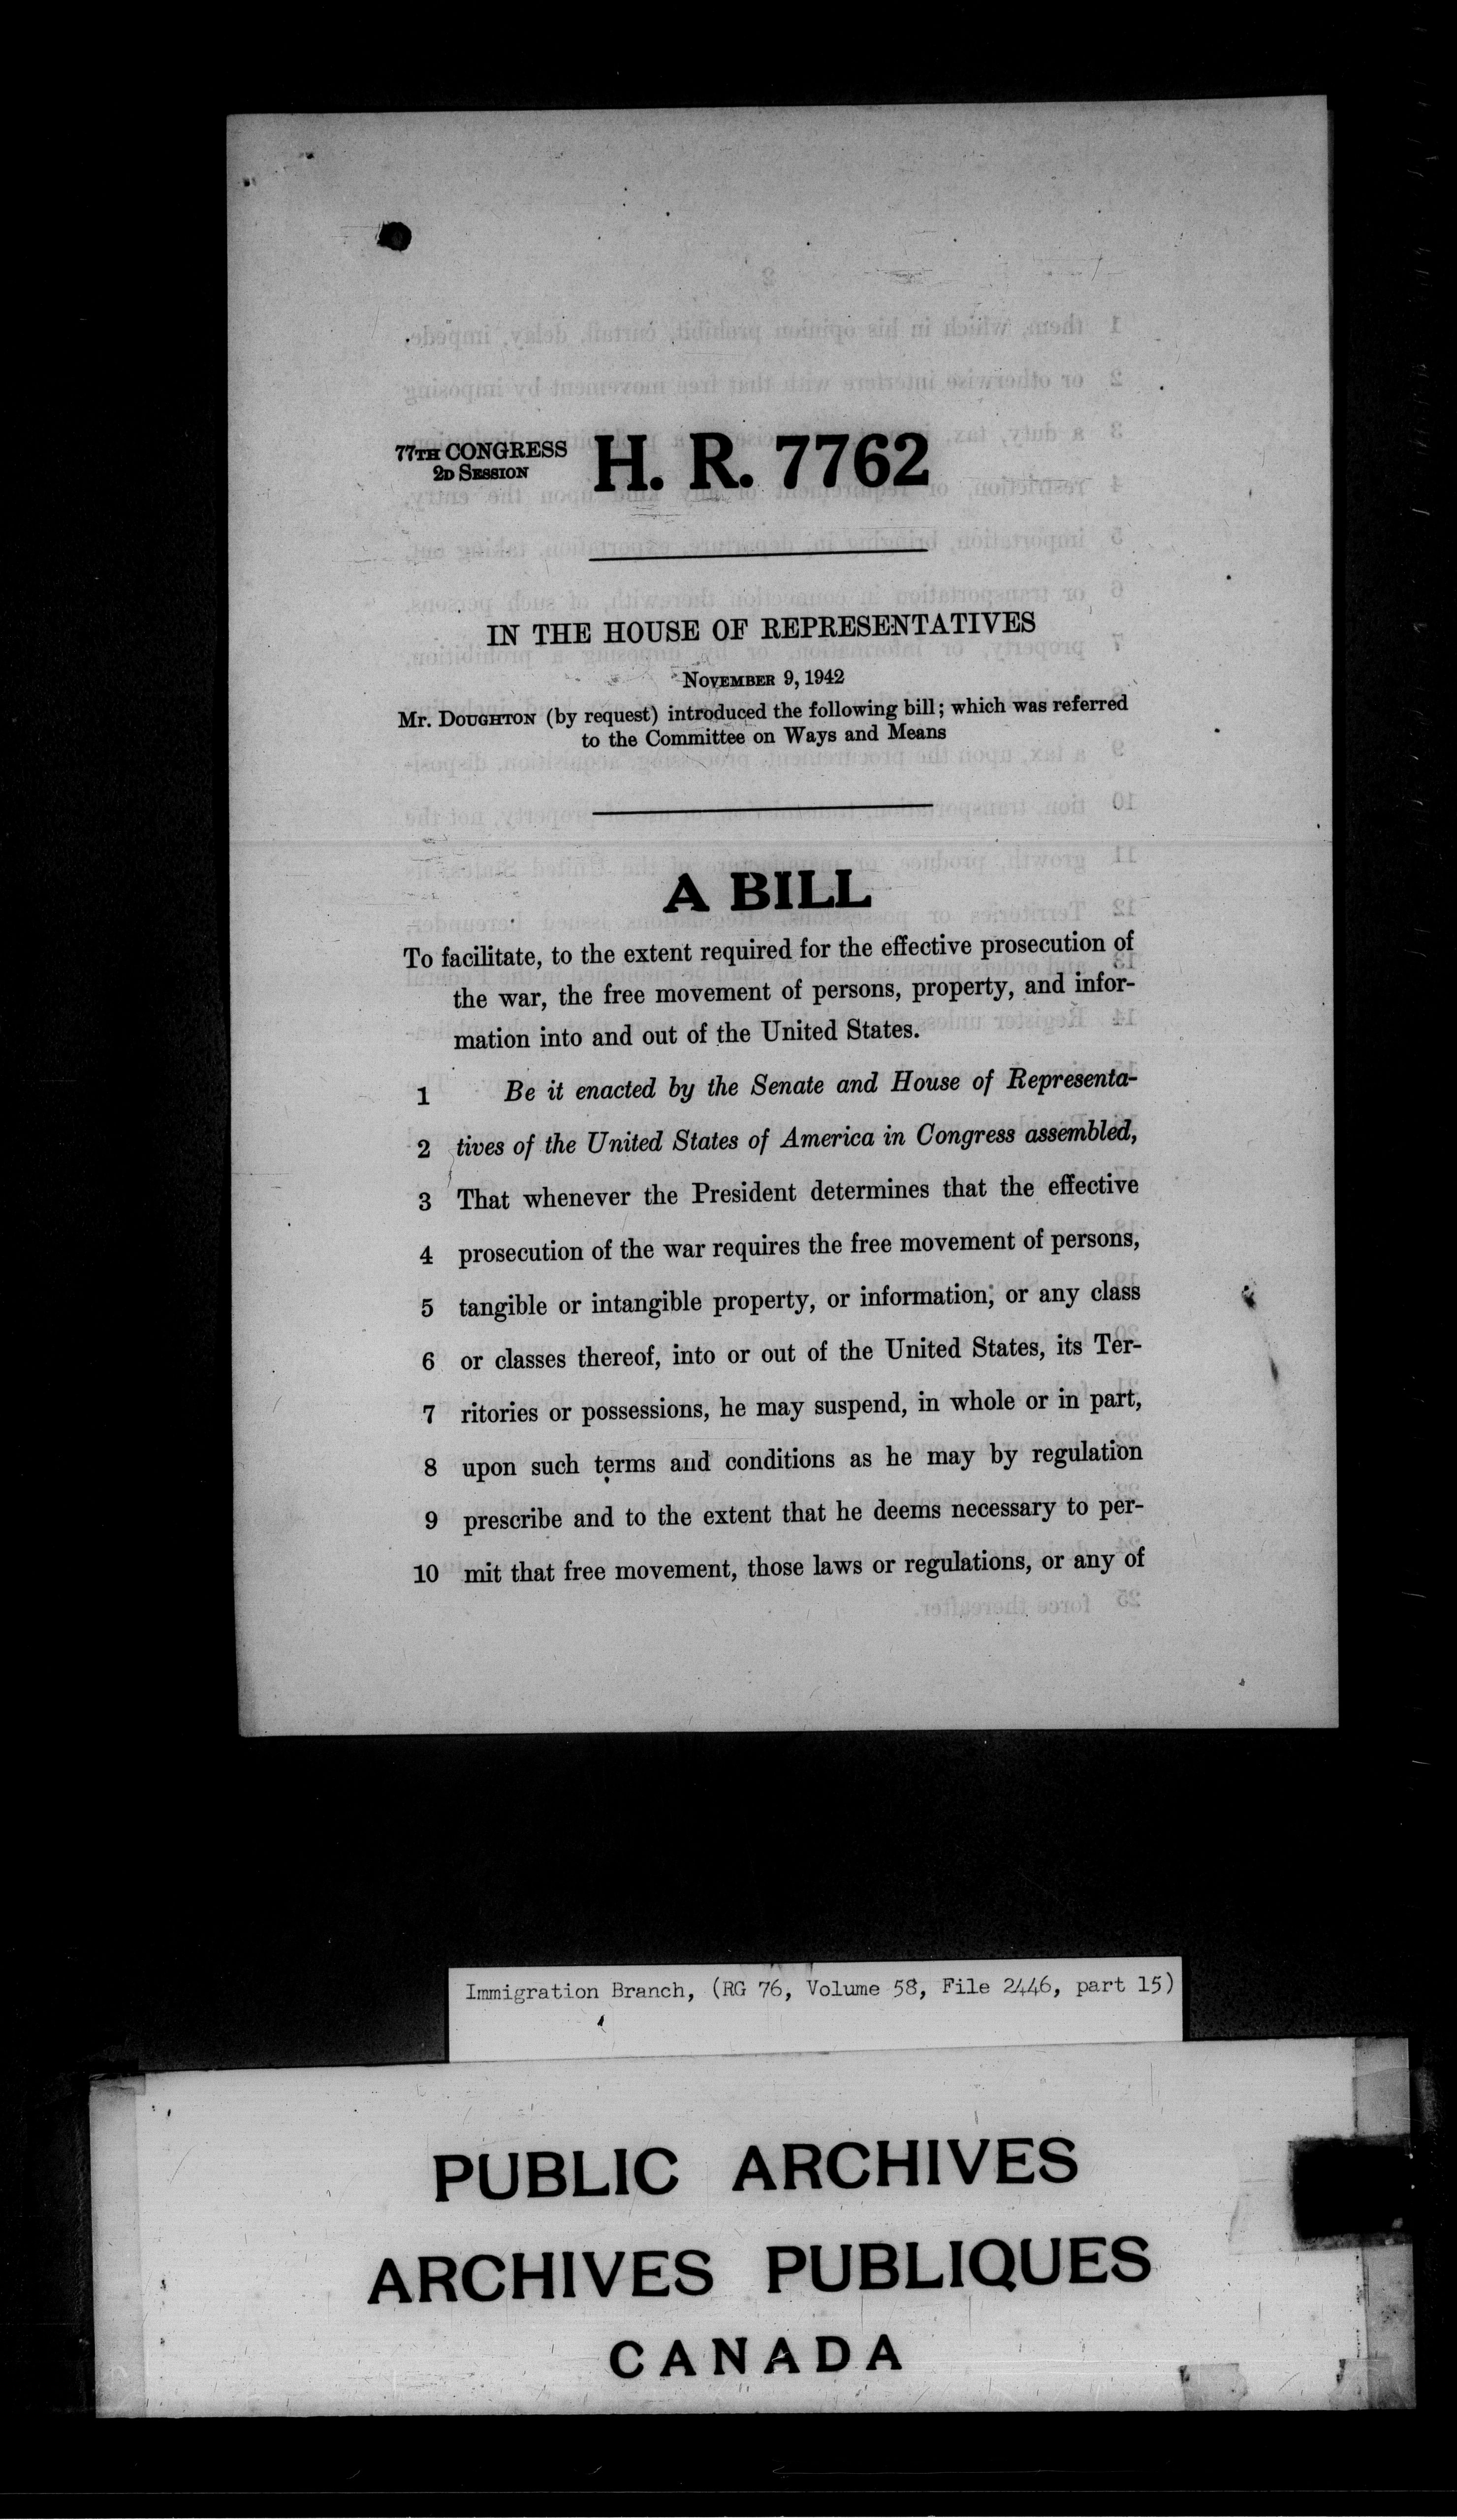 77TH CONGRESS
2D SESSION
H. R. 7762
IN THE HOUSE OF REPRESENTATIVES
NOVEMBER 9, 1942
Mr. DOUGHTON (by request) introduced the following bill; which was referred
to the Committee on Ways and Means
A BILL
To facilitate, to the extent required for the effective prosecution of
the war, the free movement of persons, property, and infor-
mation into and out of the United States.
1 Be it enacted by the Senate and House of Representa-
2 tives of the United States of America in Congress assembled,
3 That whenever the President determines that the effective
4 prosecution of the war requires the free movement of persons,
5 tangible or intangible property, or information, or any class
6 or classes thereof, into or out of the United States, its Ter-
7 ritories or possessions, he may suspend, in whole or in part,
8 upon such terms and conditions as he may by regulation
9 prescribe and to the extent that he deems necessary to per-
10 mit that free movement, those laws or regulations, or any of
Immigration Branch, (RG 76, Volume 58, File 2446, part 15)
PUBLIC ARCHIVES
ARCHIVES PUBLIQUES
CANADA